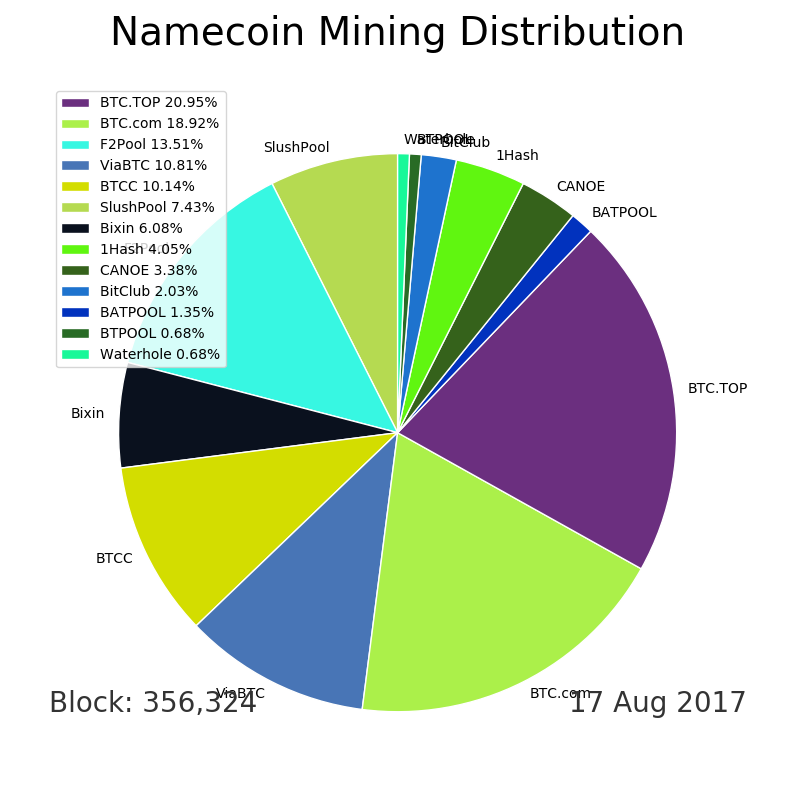 Namecoin Mining Distribution
BTC.TOP 20.95%
BTC.com 18.92%
F2Pool 13.51%
ViaBTC 10.81%
BTCC 10.14%
SlushPool 7.43%
Bixin 6.08%
1Hash 4.05%
CANOE 3.38%
BitClub 2.03%
BATPOOL 1.35%
BTPOOL 0.68%
Waterhole 0.68%
SlushPool
Waterhole
BTPOOL
BitClub
1Hash
CANOE
BATPOOL
F2Pool
BTC.TOP
Bixin
BTCC
ViaBTC
BTC.com
Block: 356,324
17 Aug 2017